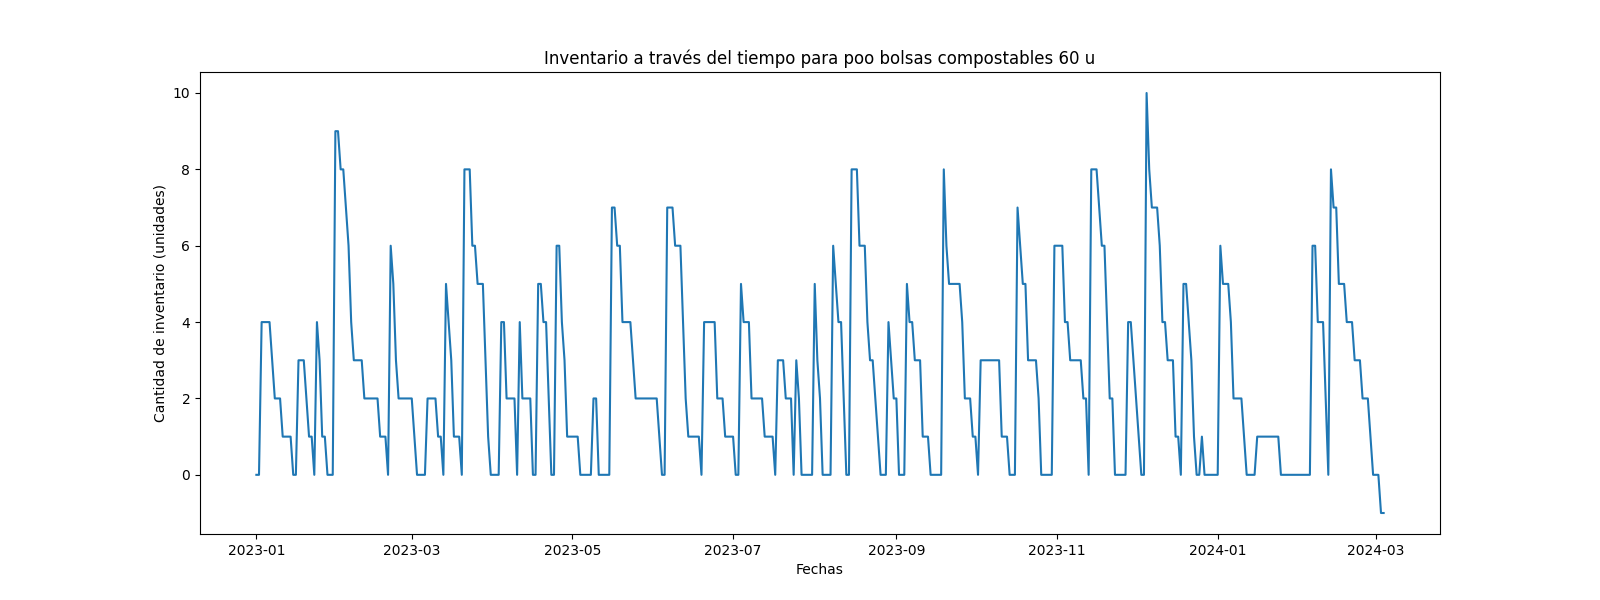 Inventario a través del tiempo para poo bolsas compostables 60 u
Cantidad de inventario (unidades)
10
8
6
4
2
0
2023-01 2023-03 2023-05 2023-07 2023-09 2023-11 2024-01 2024-03
Fechas